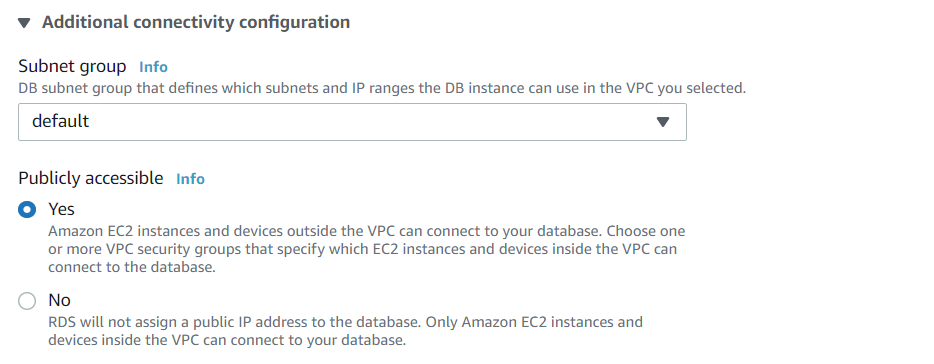 Additional connectivity configuration
Subnet group Info
DB subnet group that defines which subnets and IP ranges the DB instance can use in the VPC you selected.
default
Publicly accessible Info
Yes
Amazon EC2 instances and devices outside the VPC can connect to your database. Choose one
or more VPC security groups that specify which EC2 instances and devices inside the VPC can
connect to the database.
No
RDS will not assign a public IP address to the database. Only Amazon EC2 instances and
devices inside the VPC can connect to your database.